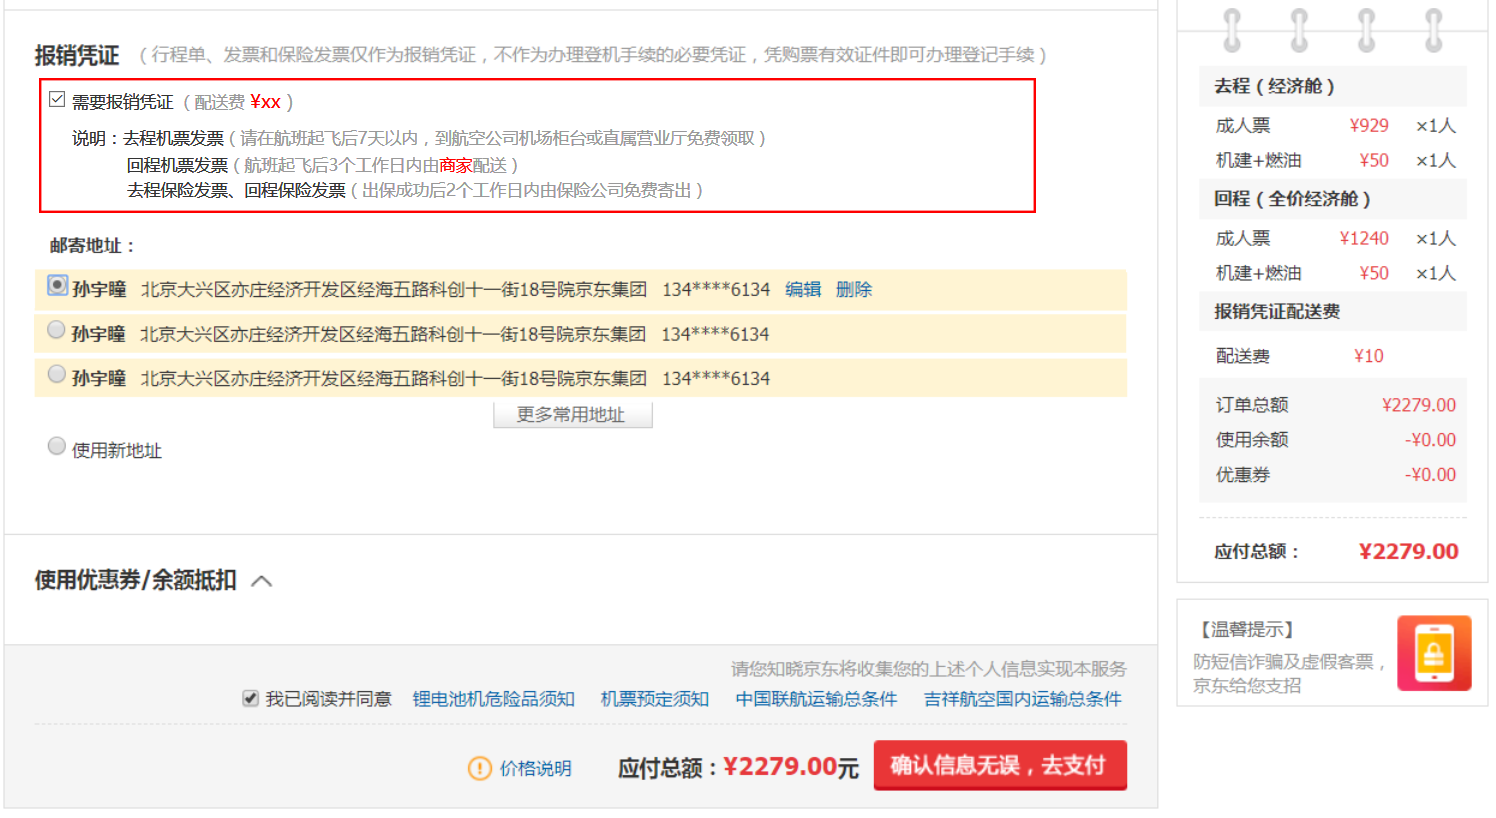 报销凭证 （ 行程单、发票和保险发票仅作为报销凭证，不作为办理登机手续的必要凭证，凭购票有效证件即可办理登记手续 ）
需要报销凭证 （ 配送费 ¥xx ）
说明：去程机票发票（ 请在航班起飞后7天以内，到航空公司机场柜台或直属营业厅免费领取 ）
回程机票发票（ 航班起飞后3个工作日内由商家配送 ）
去程保险发票、回程保险发票（ 出保成功后2个工作日内由保险公司免费寄出 ）
邮寄地址：
孙宇曈 北京大兴区亦庄经济开发区经海五路科创十一街18号院京东集团 134****6134 编辑 删除
孙宇曈 北京大兴区亦庄经济开发区经海五路科创十一街18号院京东集团 134****6134
孙宇曈 北京大兴区亦庄经济开发区经海五路科创十一街18号院京东集团 134****6134
更多常用地址
使用新地址
使用优惠券/余额抵扣
请您知晓京东将收集您的上述个人信息实现本服务
我已阅读并同意 锂电池机危险品须知 机票预定须知 中国联航运输总条件 吉祥航空国内运输总条件
价格说明 应付总额：¥2279.00元 确认信息无误，去支付
去程（ 经济舱 ）
成人票 ¥929 ×1人
机建+燃油 ¥50 ×1人
回程（ 全价经济舱 ）
成人票 ¥1240 ×1人
机建+燃油 ¥50 ×1人
报销凭证配送费
配送费 ¥10
订单总额 ¥2279.00
使用余额 -¥0.00
优惠券 -¥0.00
应付总额： ¥2279.00
【温馨提示】
防短信诈骗及虚假客票，
京东给您支招